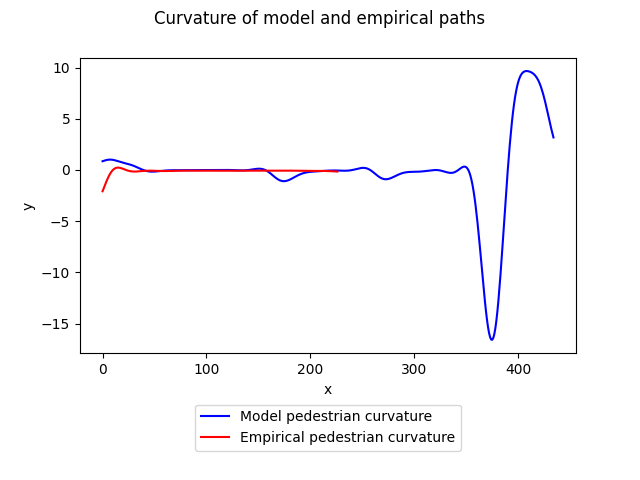 Curvature of model and empirical paths
10
5
0
−5
−10
−15
y
0 100 200 300 400
x
Model pedestrian curvature
Empirical pedestrian curvature